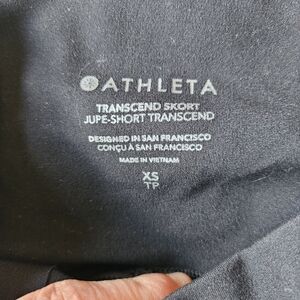 ATHLETA
TRANSCEND SKORT
JUPE-SHORT TRANSCEND
DESIGNED IN SAN FRANCISCO
CONÇU À SAN FRANCISCO
MADE IN VIETNAM
XS
TP